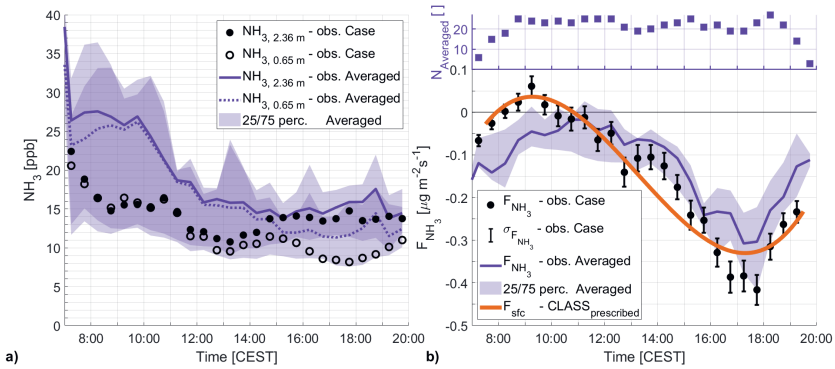 40
35
30
25
20
15
10
5
0
NH3 [ppb]
NH3, 2.36 m - obs. Case
NH3, 0.65 m - obs. Case
NH3, 2.36 m - obs. Averaged
NH3, 0.65 m - obs. Averaged
25/75 perc. Averaged
8:00 10:00 12:00 14:00 16:00 18:00 20:00
Time [CEST]
a)
NAveraged [ ]
20
10
0.1
0
-0.1
-0.2
-0.3
-0.4
-0.5
FNH3 [μg m-2s-1]
FNH3 - obs. Case
σFNH3 - obs. Case
FNH3 - obs. Averaged
25/75 perc. Averaged
Fsfc - CLASSprescribed
8:00 10:00 12:00 14:00 16:00 18:00 20:00
Time [CEST]
b)